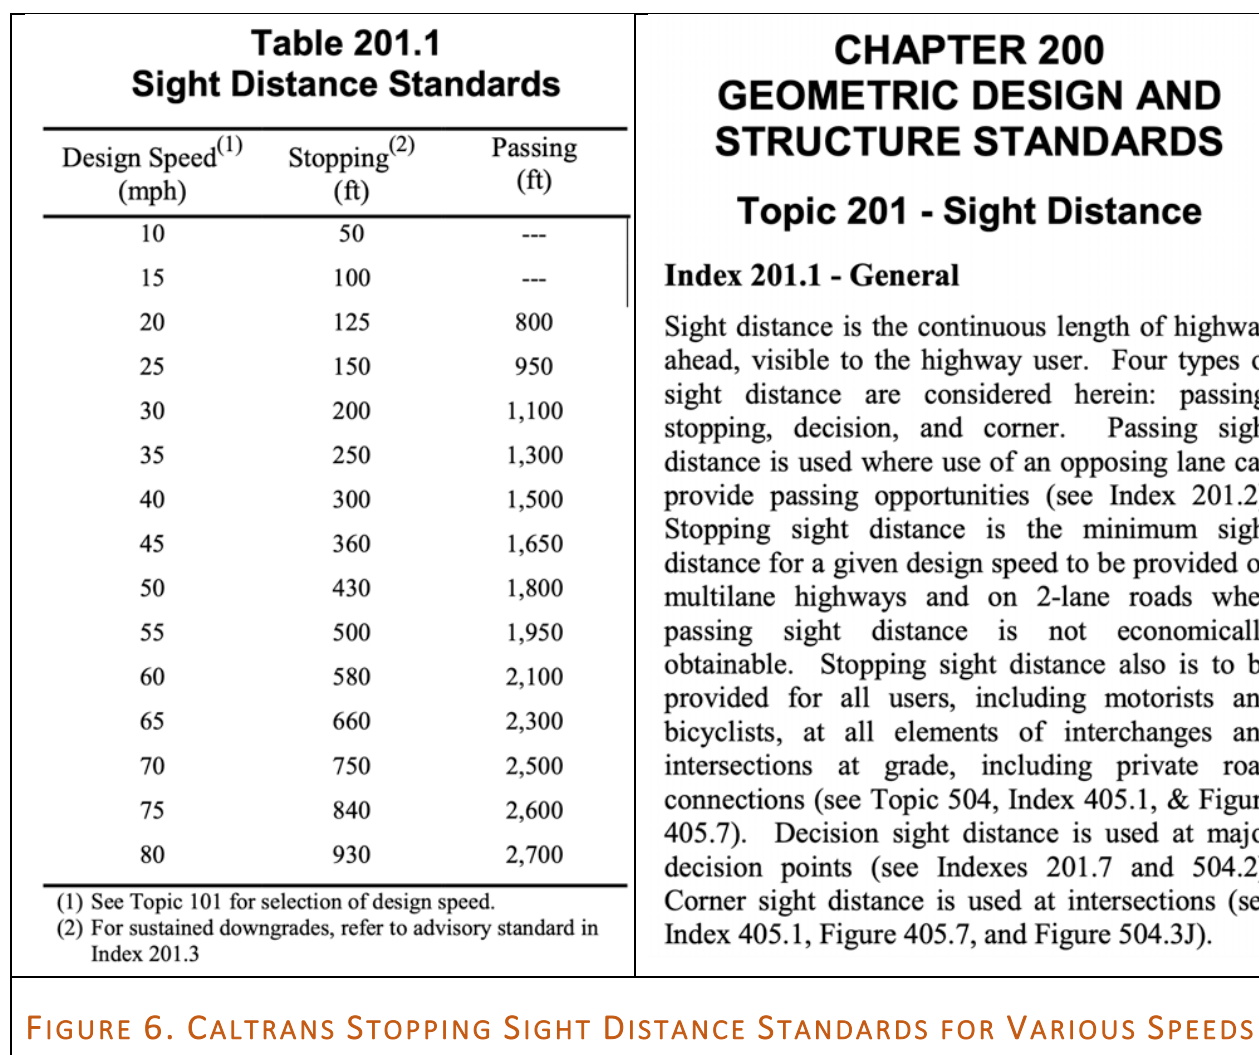 Table 201.1
Sight Distance Standards
Design Speed(1) Stopping(2) Passing
(mph) (ft) (ft)
10 50 ---
15 100 ---
20 125 800
25 150 950
30 200 1,100
35 250 1,300
40 300 1,500
45 360 1,650
50 430 1,800
55 500 1,950
60 580 2,100
65 660 2,300
70 750 2,500
75 840 2,600
80 930 2,700
(1) See Topic 101 for selection of design speed.
(2) For sustained downgrades, refer to advisory standard in
Index 201.3
CHAPTER 200
GEOMETRIC DESIGN AND
STRUCTURE STANDARDS
Topic 201 - Sight Distance
Index 201.1 - General
Sight distance is the continuous length of highwa
ahead, visible to the highway user. Four types o
sight distance are considered herein: passing
stopping, decision, and corner. Passing sigh
distance is used where use of an opposing lane ca
provide passing opportunities (see Index 201.2
Stopping sight distance is the minimum sigh
distance for a given design speed to be provided o
multilane highways and on 2-lane roads whe
passing sight distance is not economicall
obtainable. Stopping sight distance also is to b
provided for all users, including motorists an
bicyclists, at all elements of interchanges an
intersections at grade, including private roa
connections (see Topic 504, Index 405.1, & Figur
405.7). Decision sight distance is used at majo
decision points (see Indexes 201.7 and 504.2
Corner sight distance is used at intersections (se
Index 405.1, Figure 405.7, and Figure 504.3J).
FIGURE 6. CALTRANS STOPPING SIGHT DISTANCE STANDARDS FOR VARIOUS SPEEDS